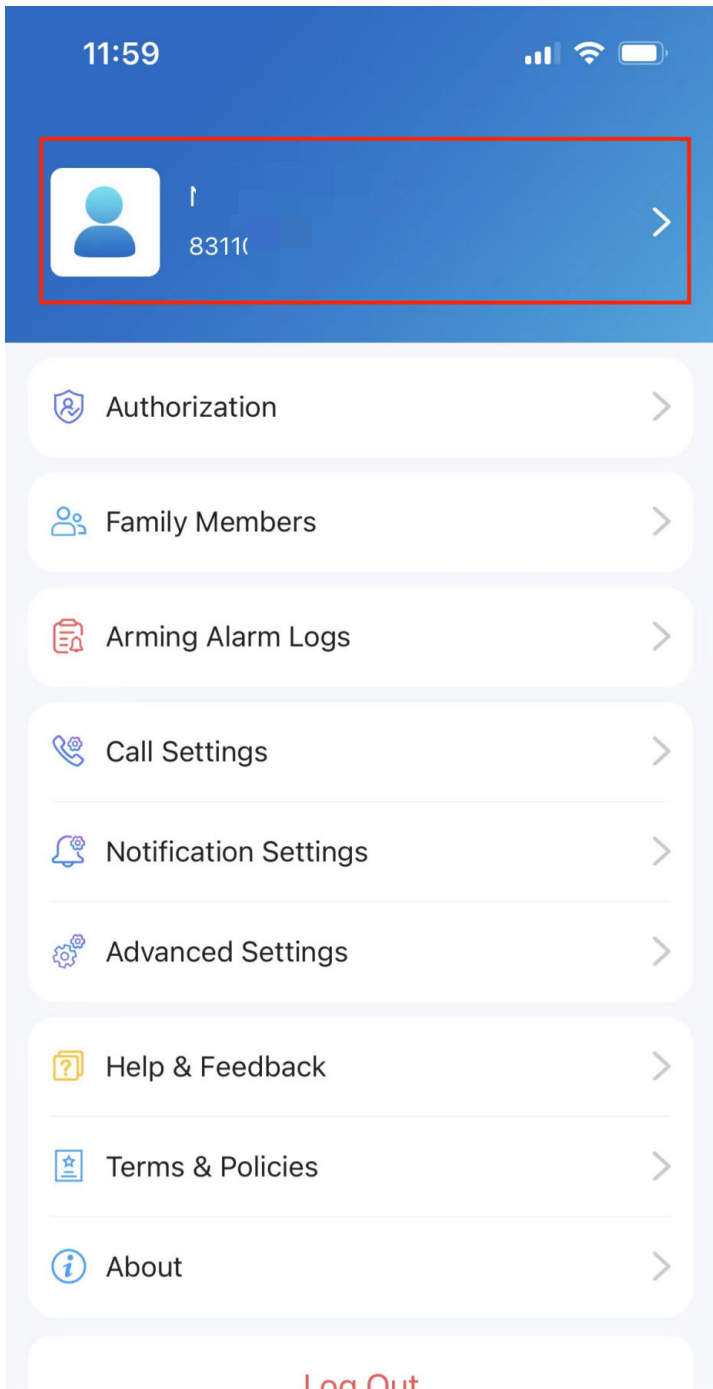 11:59
Authorization
Family Members
Arming Alarm Logs
Call Settings
Notification Settings
Advanced Settings
Help & Feedback
Terms & Policies
About
Log Out